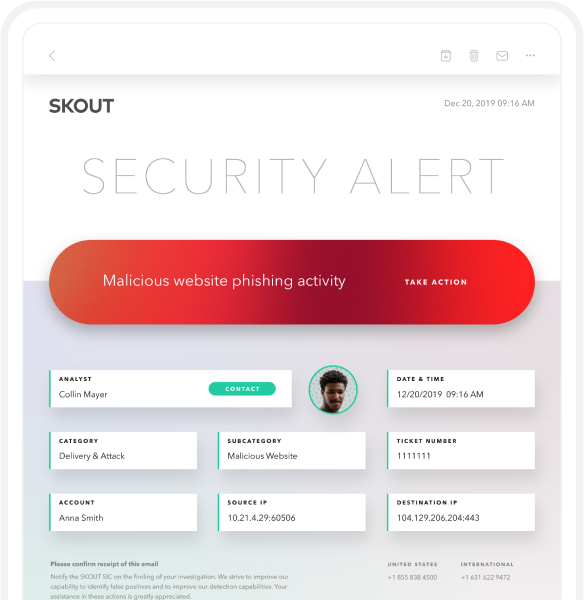 SKOUT
Dec 20, 2019 09:16 AM
SECURITY ALERT
Malicious website phishing activity
TAKE ACTION
ANALYST
Collin Mayer
CONTACT
DATE & TIME
12/20/2019 09:16 AM
CATEGORY
Delivery & Attack
SUBCATEGORY
Malicious Website
TICKET NUMBER
1111111
ACCOUNT
Anna Smith
SOURCE IP
10.21.4.29:60506
DESTINATION IP
104.129.206.204:443
Please confirm receipt of this email
Notify the SKOUT SIC on the finding of your investigation. We strive to improve our
capability to identify false positives and to improve our detection capabilities. Your
assistance in these actions is greatly appreciated.
UNITED STATES
+1 855 838 4500
INTERNATIONAL
+1 631 622 9472